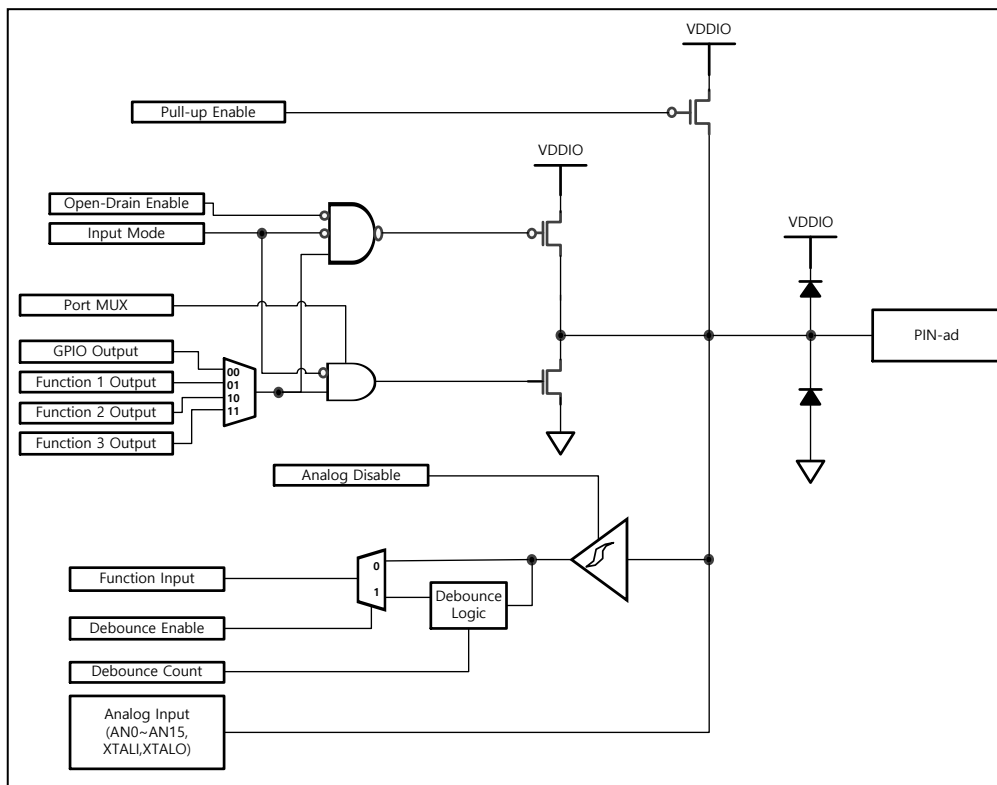 VDDIO
Pull-up Enable
VDDIO
Open-Drain Enable
Input Mode
VDDIO
Port MUX
PIN-ad
GPIO Output
00
Function 1 Output
01
Function 2 Output
10
11
Function 3 Output
Analog Disable
0
Function Input
1
Debounce
Logic
Debounce Enable
Debounce Count
Analog Input
(AN0~AN15,
XTALI,XTALO)